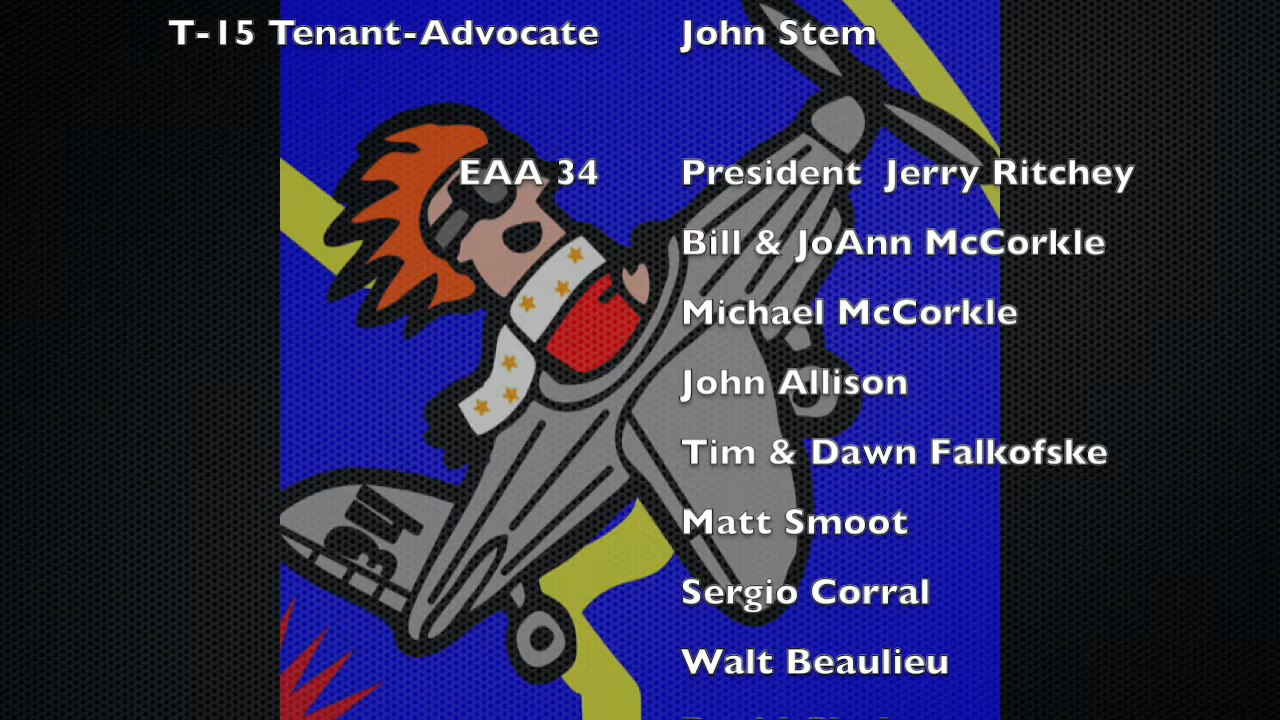 T-15 Tenant-Advocate John Stem
EAA 34 President Jerry Ritchey
Bill & JoAnn McCorkle
Michael McCorkle
John Allison
Tim & Dawn Falkofske
Matt Smoot
Sergio Corral
Walt Beaulieu
34